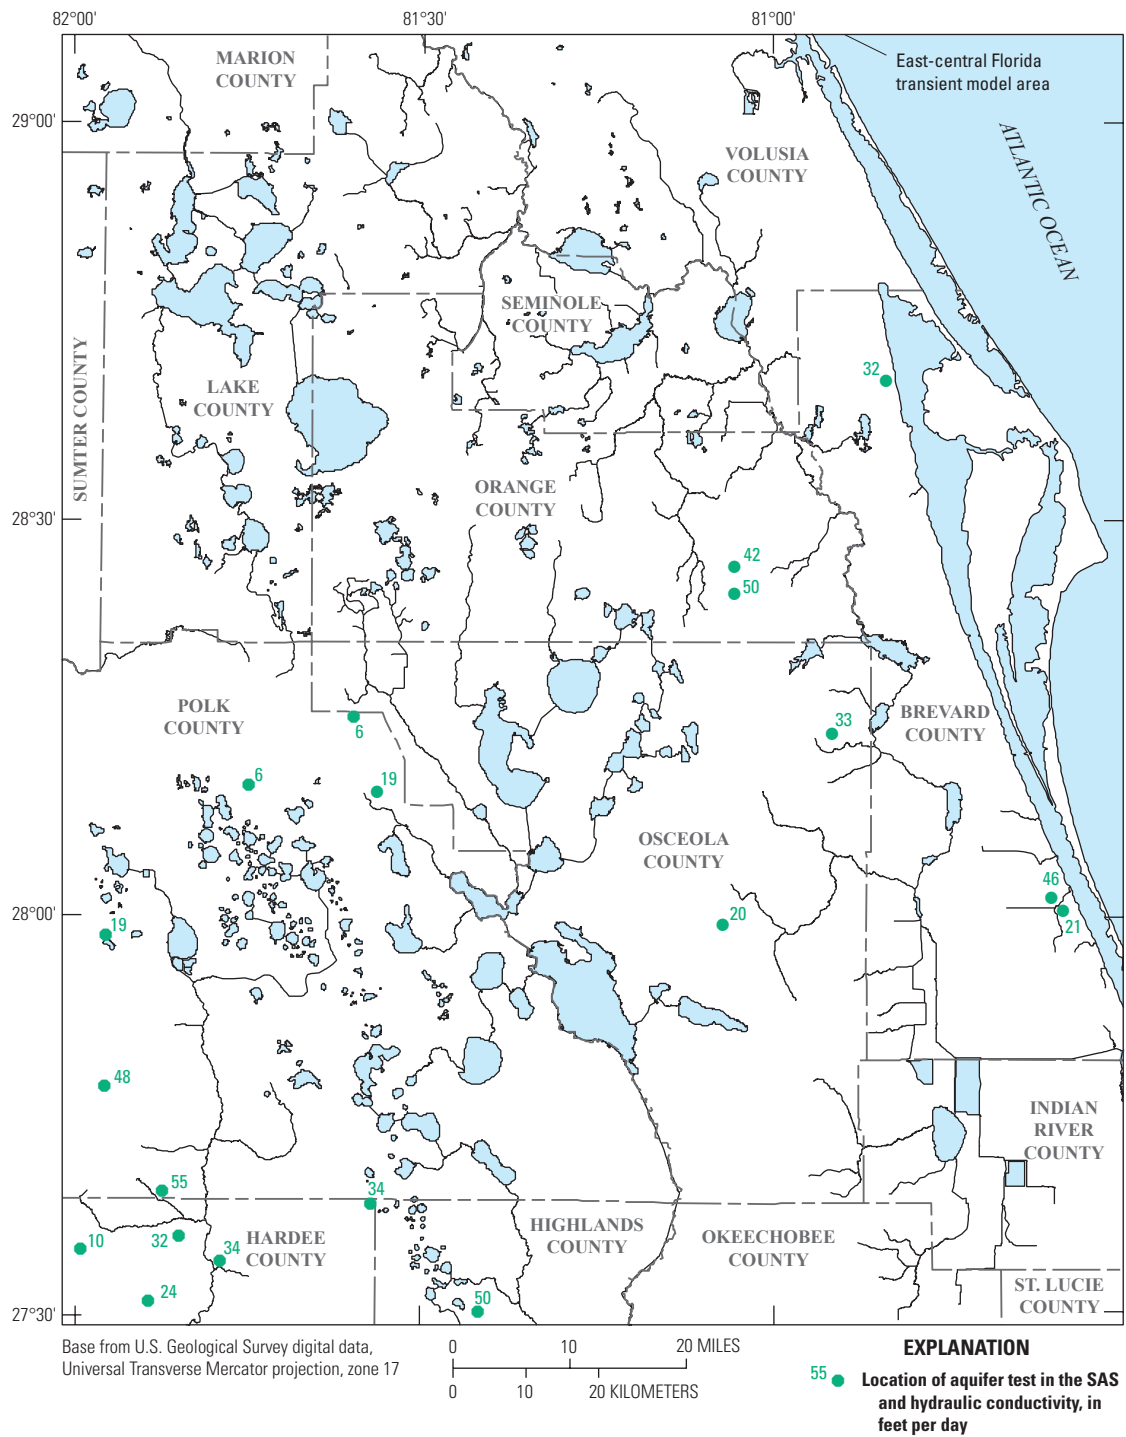 82°00'
81°30'
81°00'
MARION
COUNTY
East-central Florida
transient model area
29°00'
ATLANTIC OCEAN
VOLUSIA
COUNTY
SEMINOLE
COUNTY
32
LAKE
COUNTY
SUMTER COUNTY
ORANGE
COUNTY
28°30'
42
50
POLK
COUNTY
6
33
BREVARD
COUNTY
6
19
OSCEOLA
COUNTY
46
28°00'
19
20
21
48
INDIAN
RIVER
COUNTY
55
34
10
32
34
HARDEE
COUNTY
HIGHLANDS
COUNTY
OKEECHOBEE
COUNTY
24
50
ST. LUCIE
COUNTY
27°30'
Base from U.S. Geological Survey digital data,
Universal Transverse Mercator projection, zone 17
0 10 20 MILES
0 10 20 KILOMETERS
EXPLANATION
55 Location of aquifer test in the SAS
and hydraulic conductivity, in
feet per day